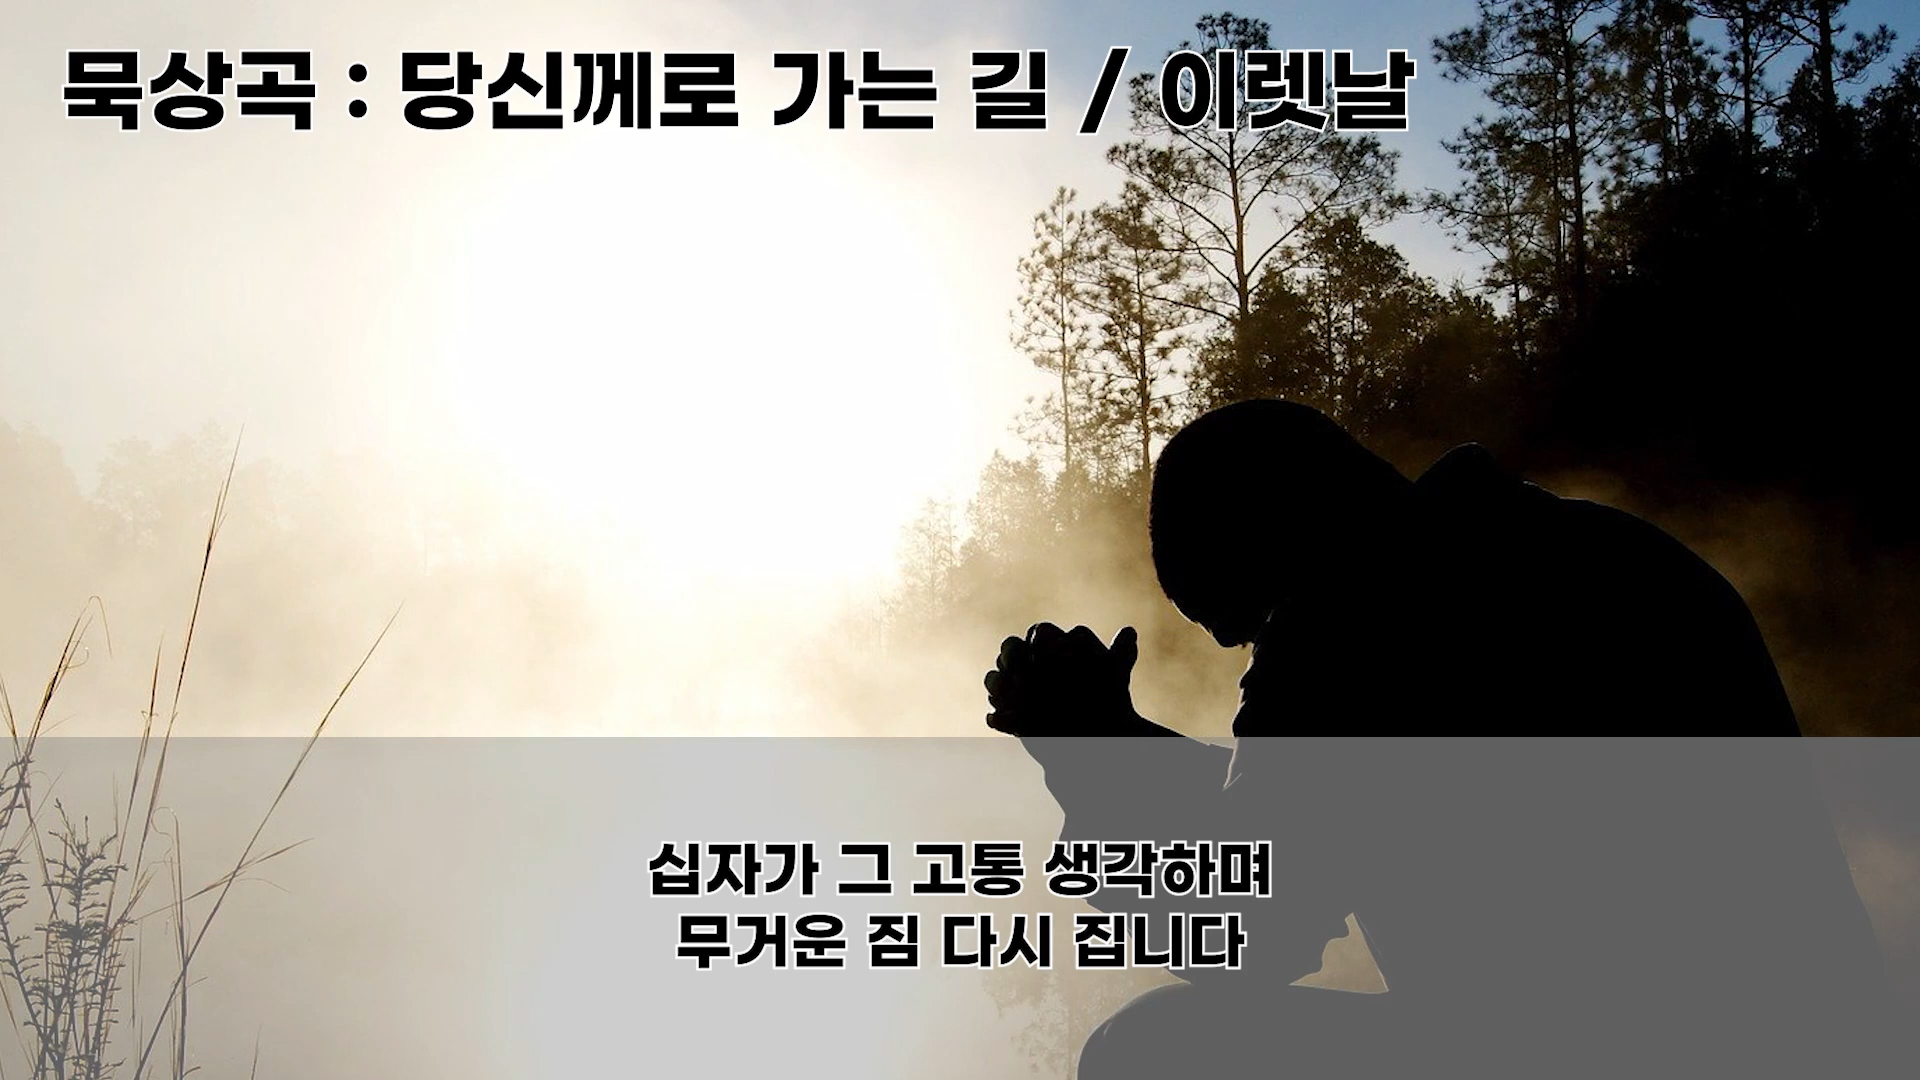 묵상곡 : 당신께로 가는 길 / 이렛날
십자가 그 고통 생각하며
무거운 짐 다시 집니다